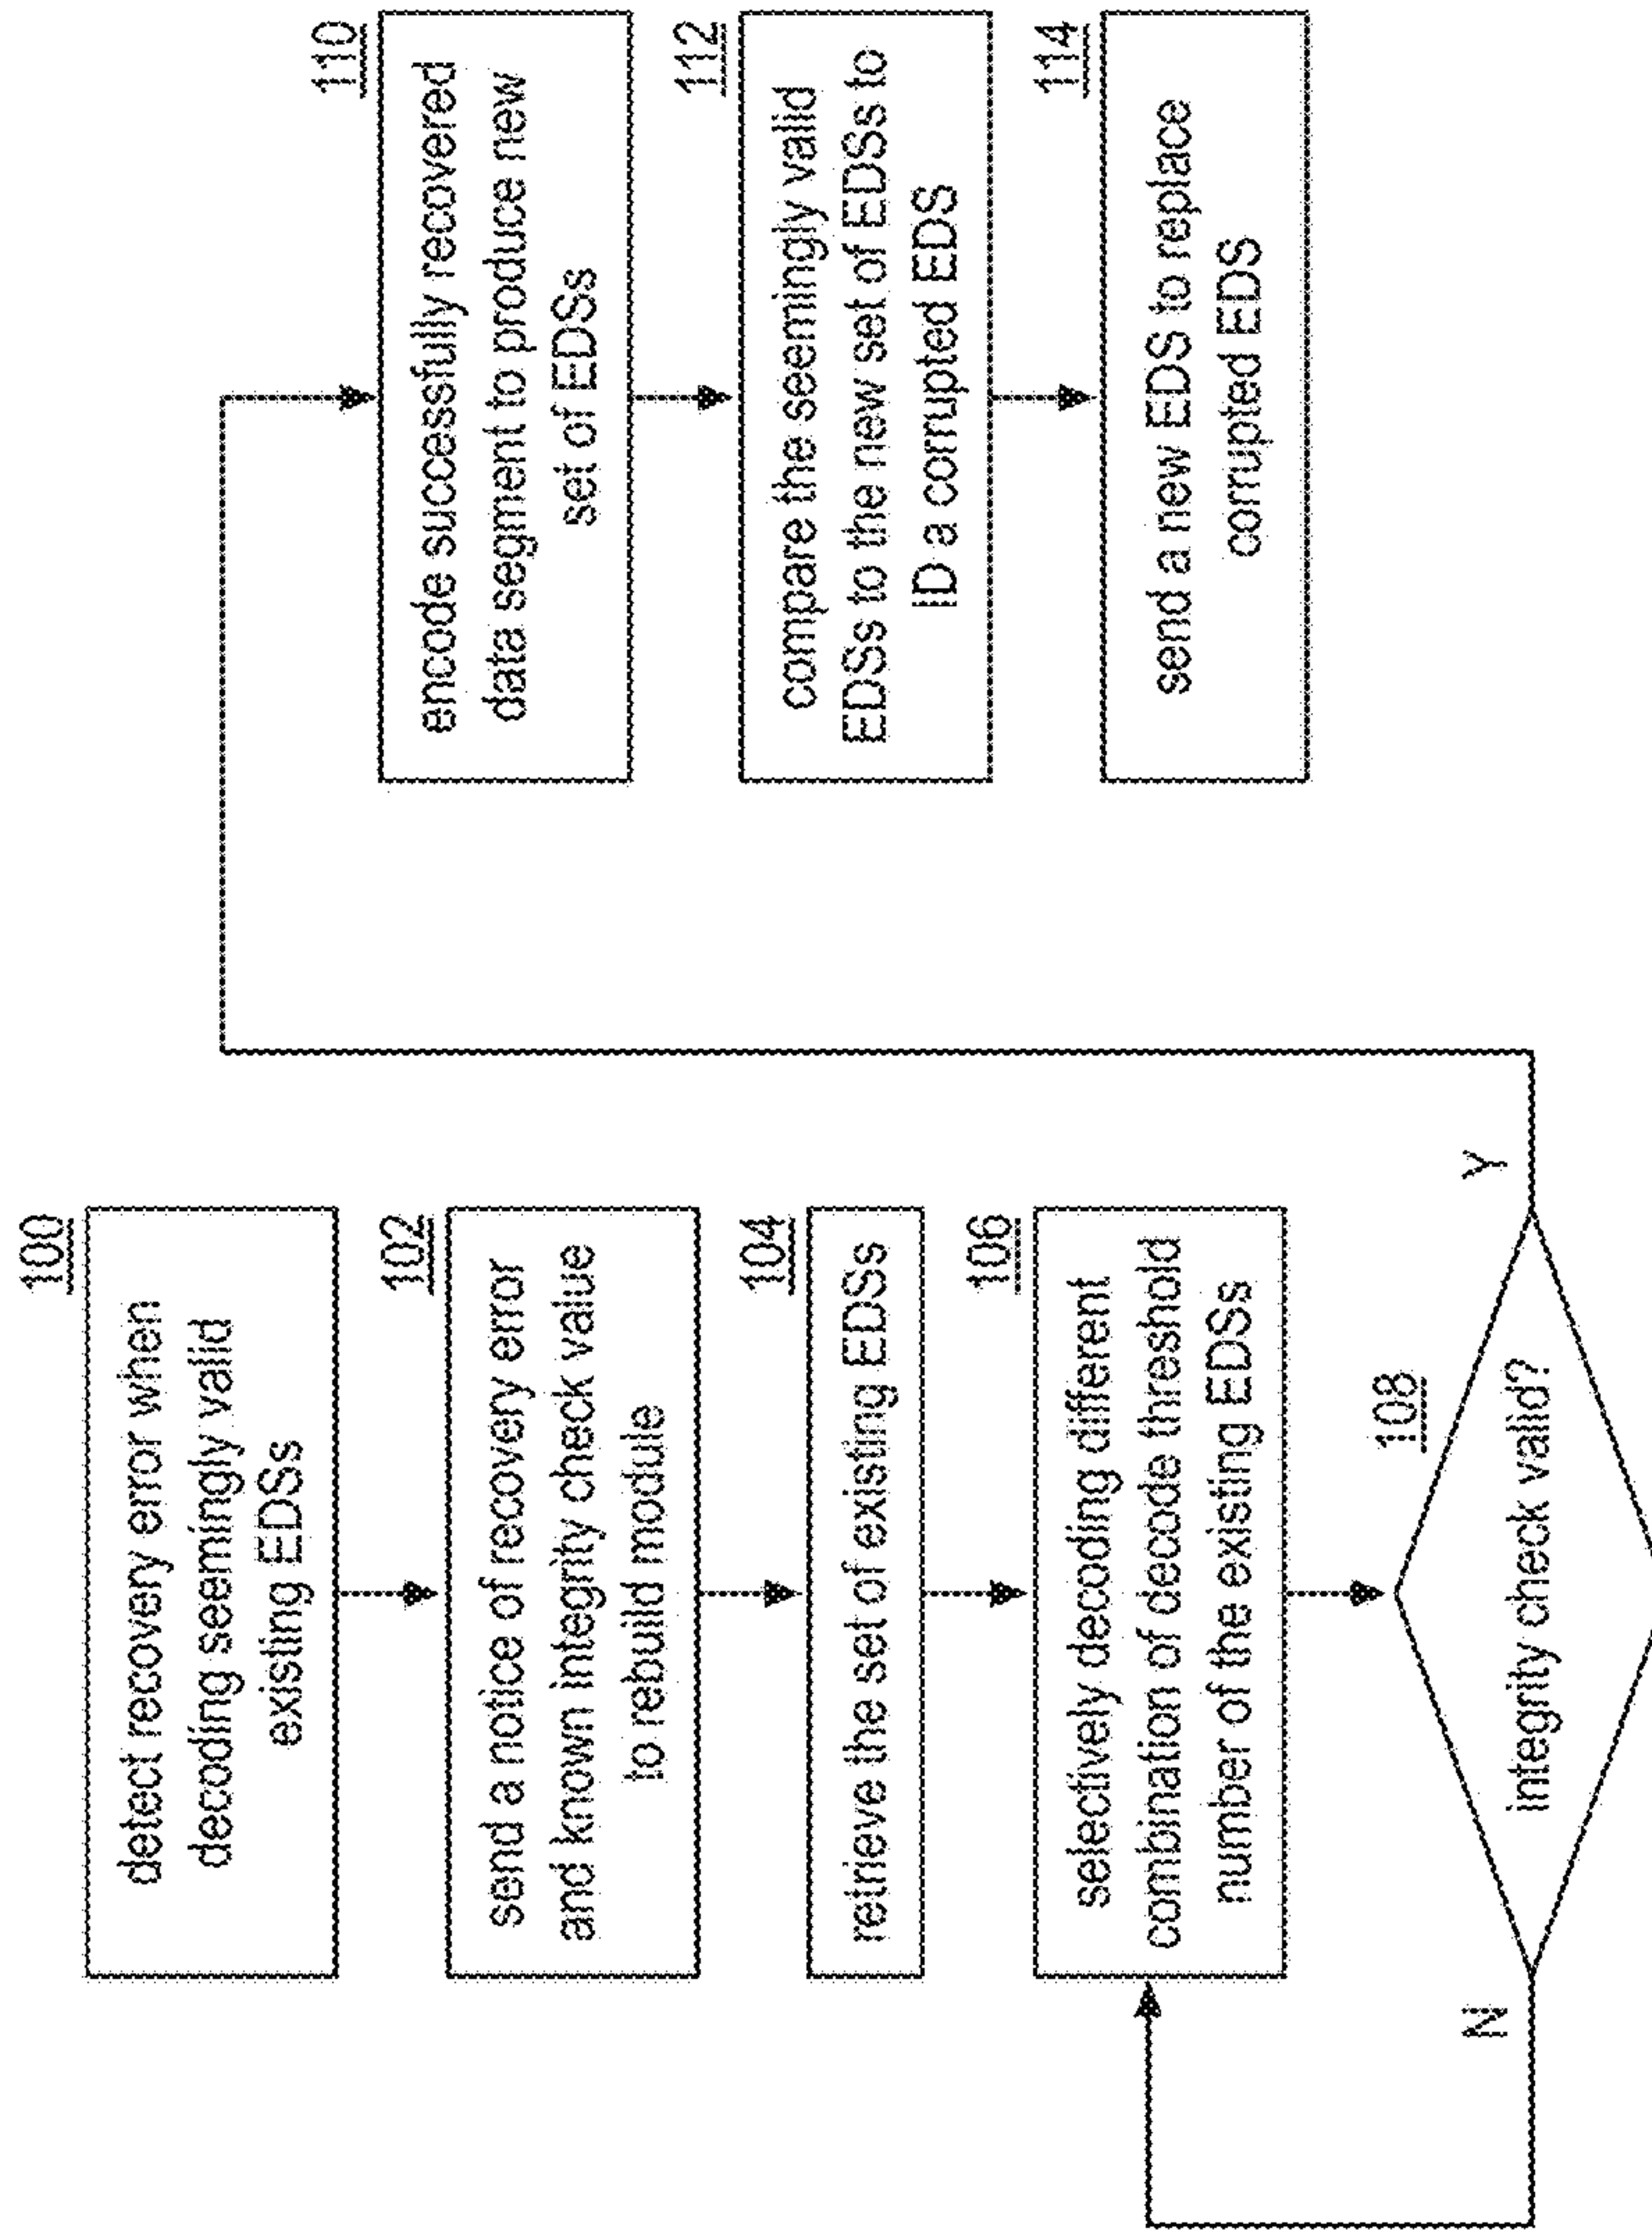 100
detect recovery error when
decoding seemingly valid
existing EDSs
102
send a notice of recovery error
and known integrity check value
to rebuild module
104
retrieve the set of existing EDSs
106
selectively decoding different
combination of decode threshold
number of the existing EDSs
108
integrity check valid?
N
Y
110
encode successfully recovered
data segment to produce new
set of EDSs
112
compare the seemingly valid
EDSs to the new set of EDSs to
ID a corrupted EDS
114
send a new EDS to replace
corrupted EDS